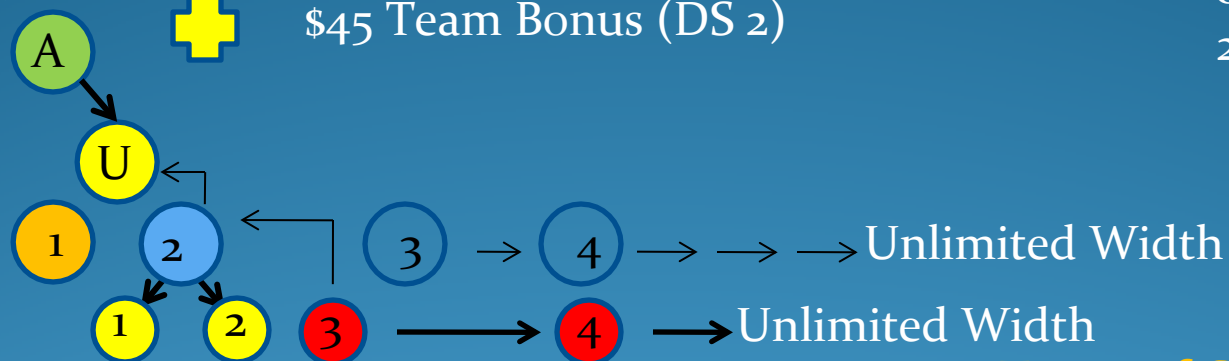 $45 Team Bonus (DS 2)
A
U
1 2 3 4 Unlimited Width
1 2 3 4 Unlimited Width